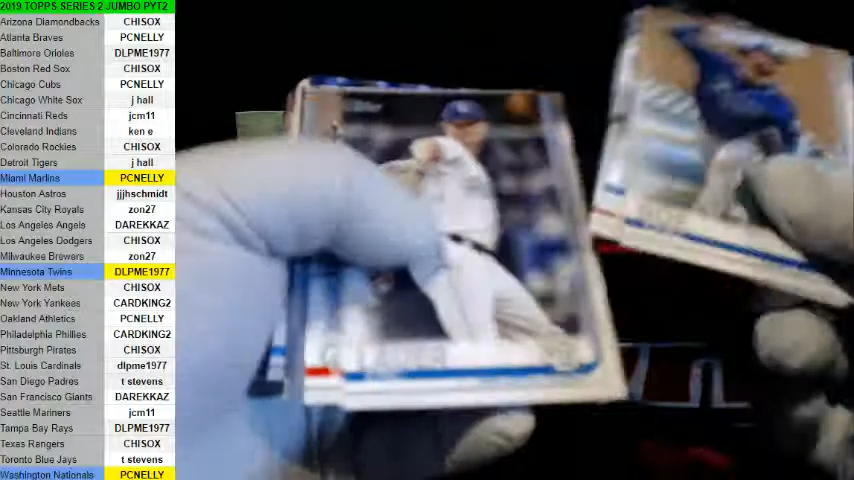 2019 TOPPS SERIES 2 JUMBO PYT2
Arizona Diamondbacks CHISOX
Atlanta Braves PCNELLY
Baltimore Orioles DLPME1977
Boston Red Sox CHISOX
Chicago Cubs PCNELLY
Chicago White Sox j hall
Cincinnati Reds jcm11
Cleveland Indians ken e
Colorado Rockies CHISOX
Detroit Tigers j hall
Miami Marlins PCNELLY
Houston Astros jjjhschmidt
Kansas City Royals zon27
Los Angeles Angels DAREKKAZ
Los Angeles Dodgers CHISOX
Milwaukee Brewers zon27
Minnesota Twins DLPME1977
New York Mets CHISOX
New York Yankees CARDKING2
Oakland Athletics PCNELLY
Philadelphia Phillies CARDKING2
Pittsburgh Pirates CHISOX
St. Louis Cardinals dlpme1977
San Diego Padres t stevens
San Francisco Giants DAREKKAZ
Seattle Mariners jcm11
Tampa Bay Rays DLPME1977
Texas Rangers CHISOX
Toronto Blue Jays t stevens
Washington Nationals PCNELLY